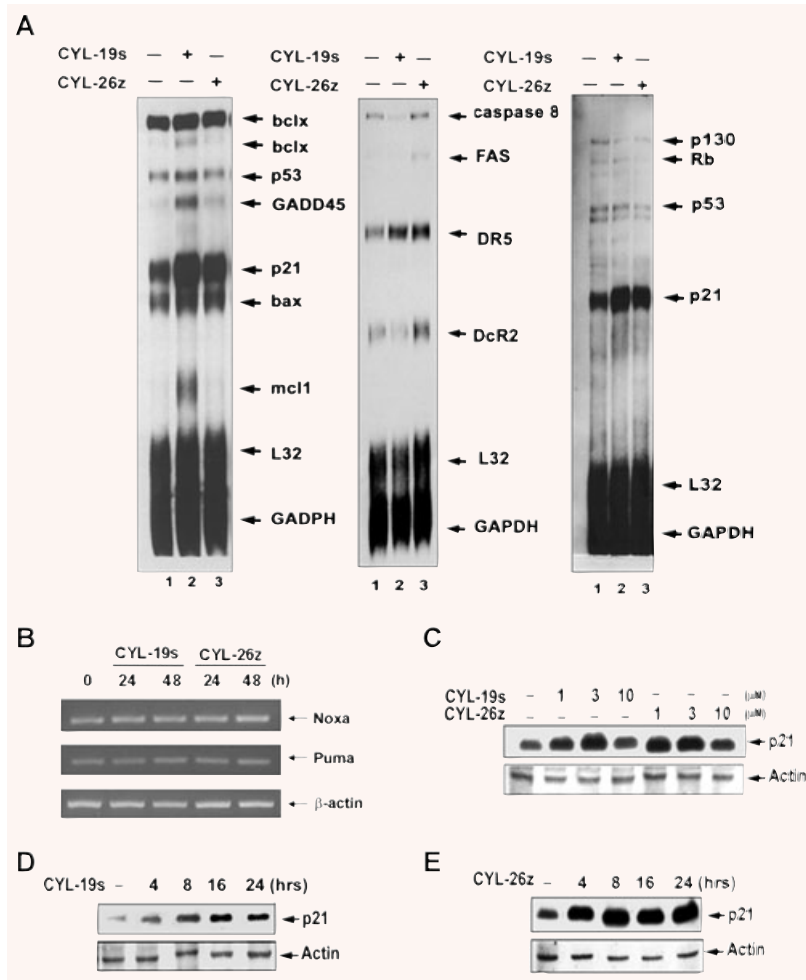 A
CYL-19s – + –
CYL-26z – – +
bclx
bclx
p53
GADD45
p21
bax
mcl1
L32
GADPH
1 2 3
CYL-19s – + –
CYL-26z – – +
caspase 8
FAS
DR5
DcR2
L32
GAPDH
1 2 3
CYL-19s – + –
CYL-26z – – +
p130
Rb
p53
p21
L32
GAPDH
1 2 3
B
CYL-19s CYL-26z
0 24 48 24 48 (h)
Noxa
Puma
β-actin
C
CYL-19s – 1 3 10 – – – (μM)
CYL-26z – – – – 1 3 10 (μM)
p21
Actin
D
CYL-19s – 4 8 16 24 (hrs)
p21
Actin
E
CYL-26z – 4 8 16 24 (hrs)
p21
Actin